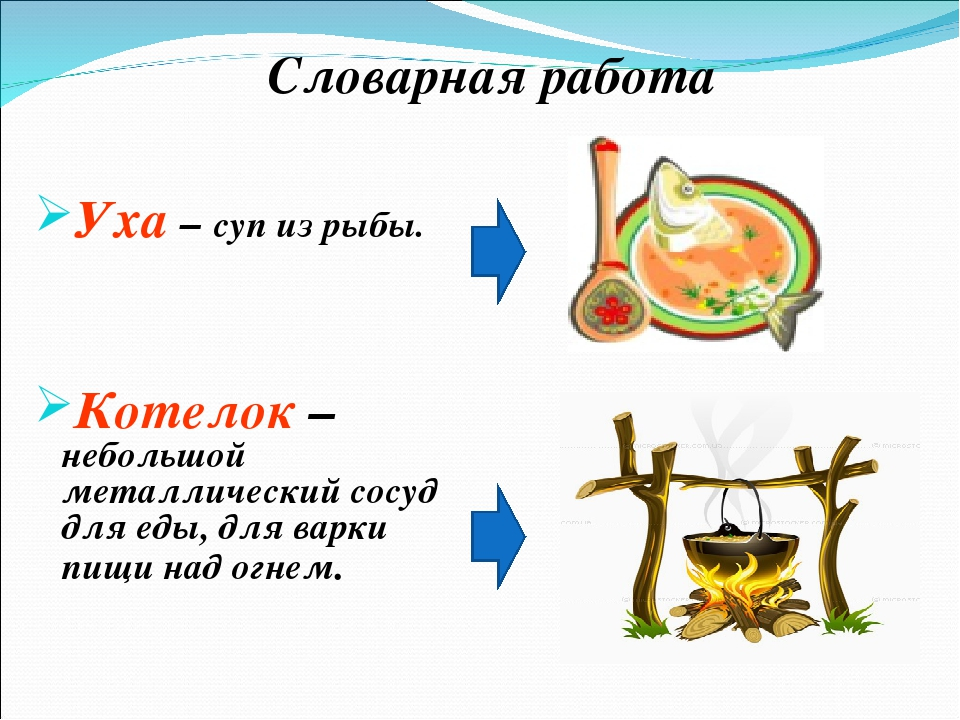 Словарная работа
Уха – суп из рыбы.
Котелок –
небольшой
металлический сосуд
для еды, для варки
пищи над огнем.